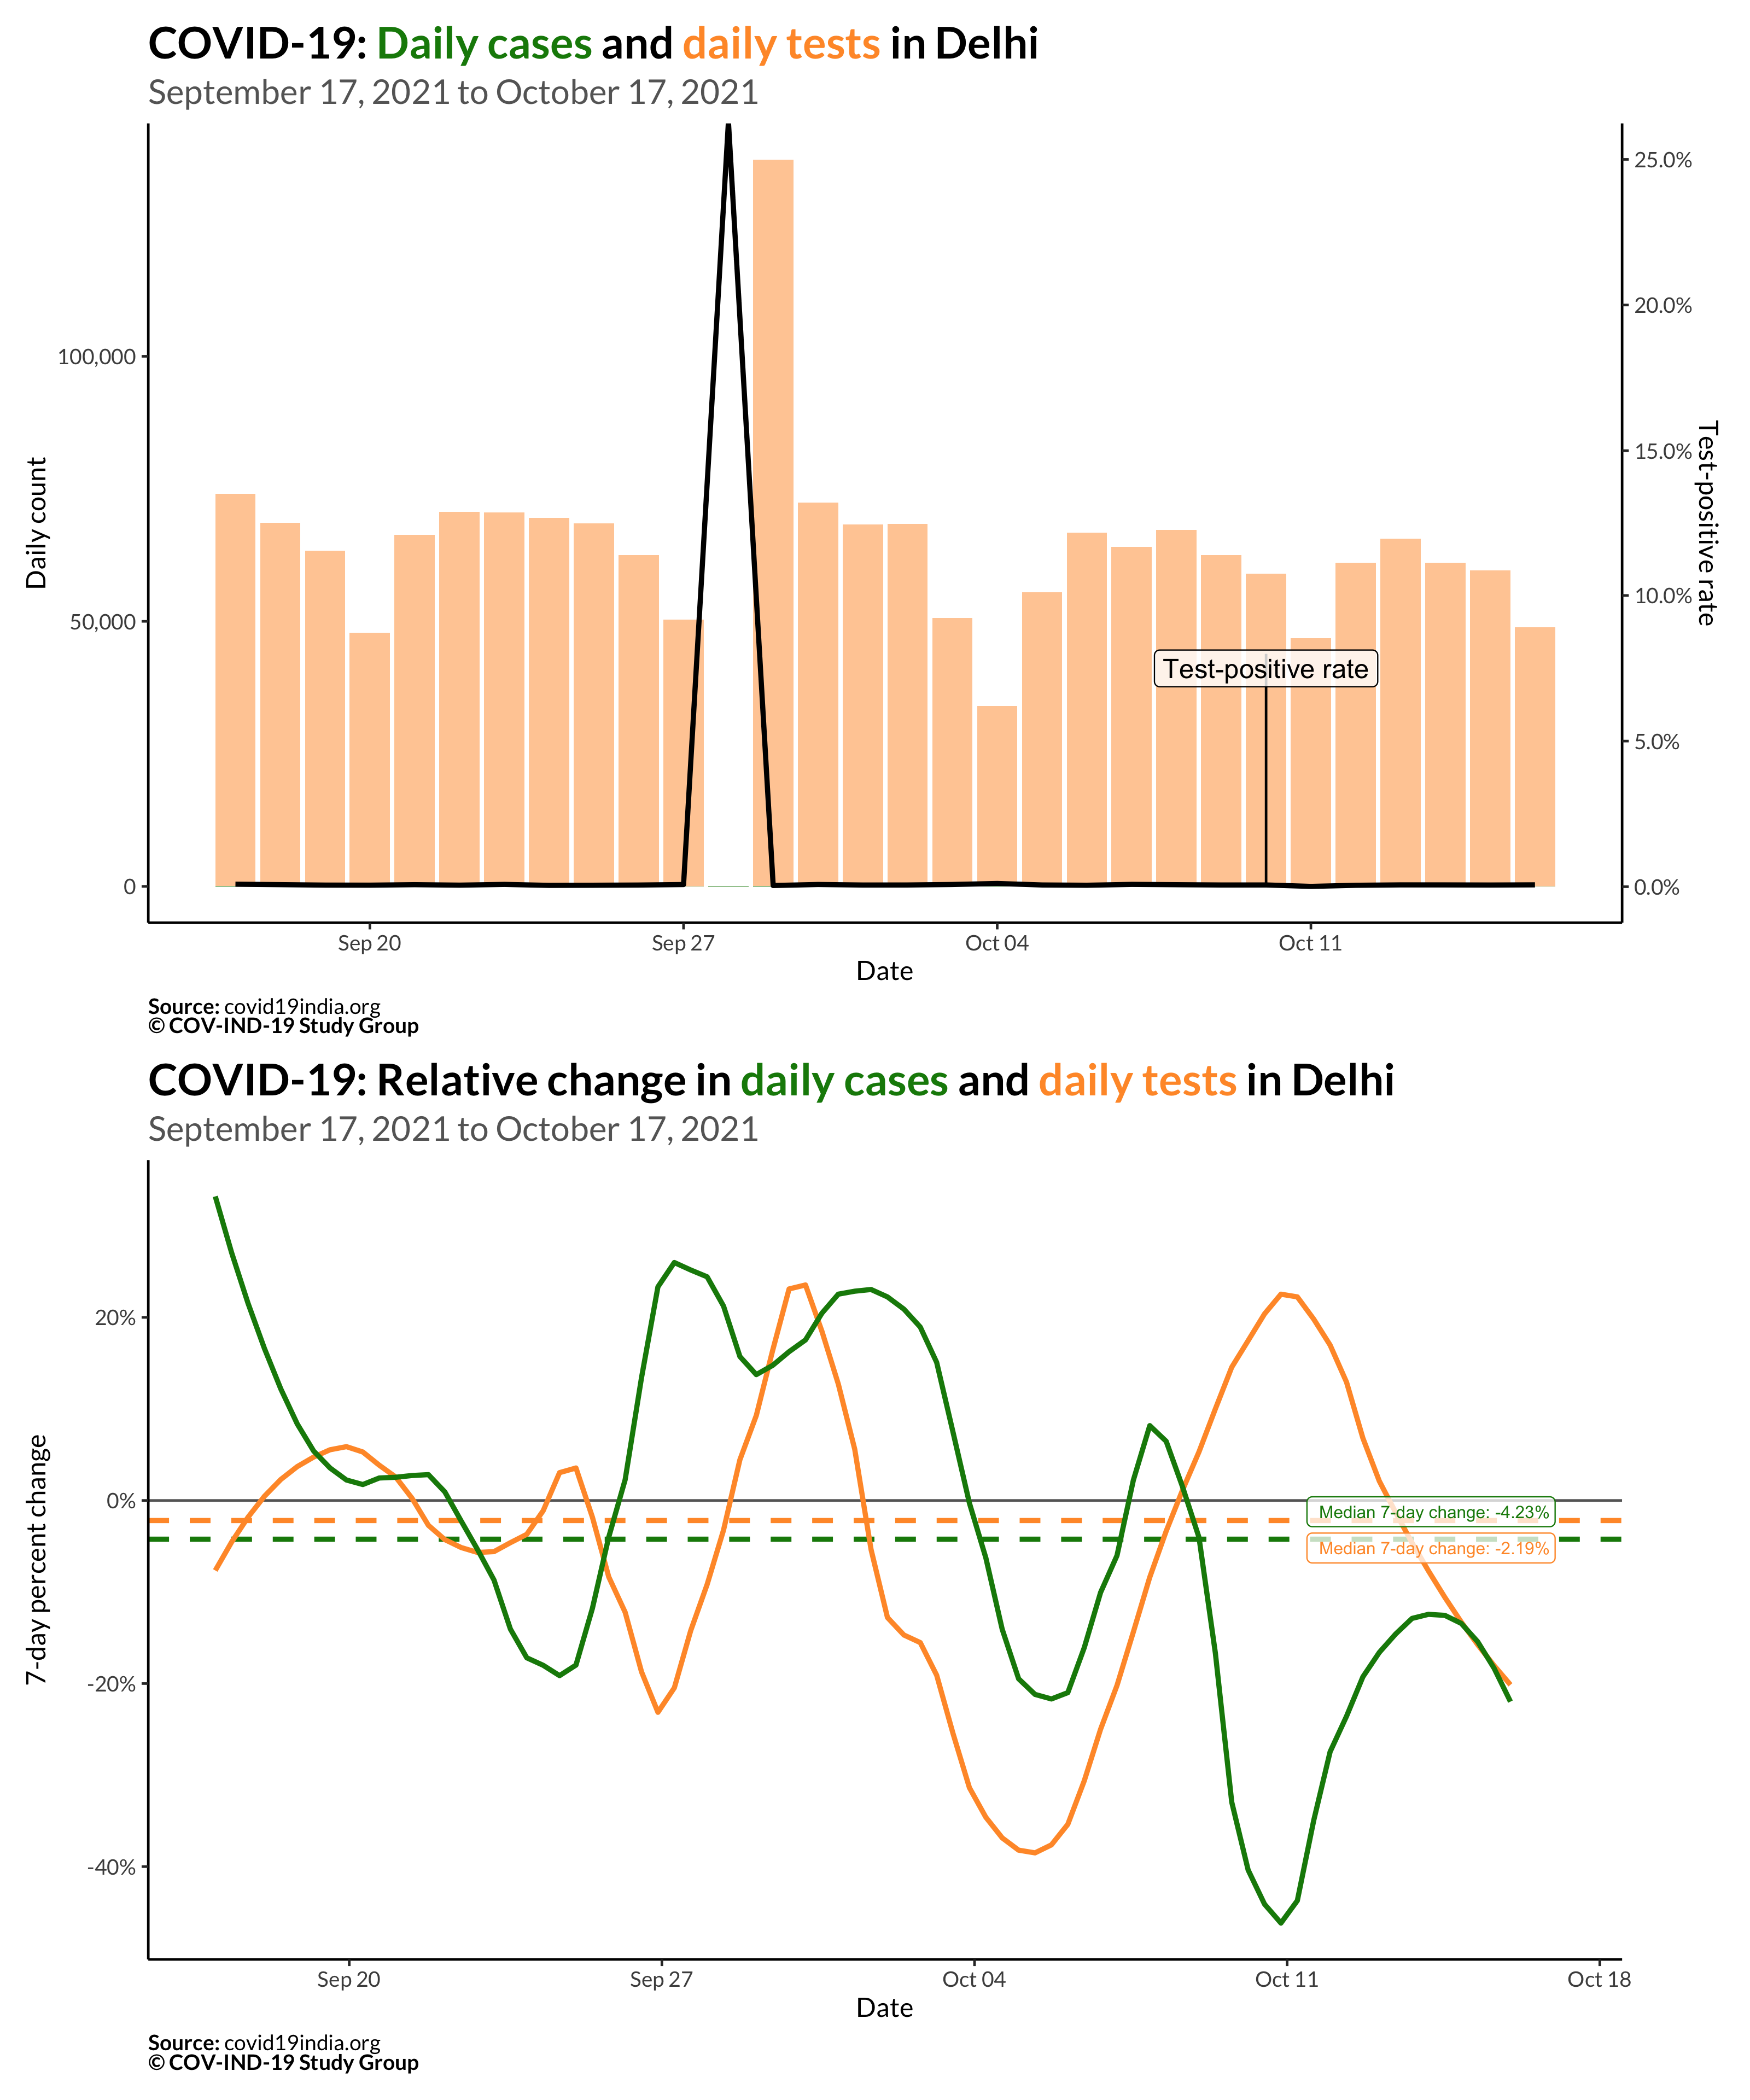 COVID-19: Daily cases and daily tests in Delhi
September 17, 2021 to October 17, 2021
25.0%
20.0%
100,000
15.0%
Daily count
Test-positive rate
10.0%
50,000
Test-positive rate
5.0%
0
0.0%
Sep 20
Sep 27
Oct 04
Oct 11
Date
Source: covid19india.org
© COV-IND-19 Study Group
COVID-19: Relative change in daily cases and daily tests in Delhi
September 17, 2021 to October 17, 2021
20%
0%
Median 7-day change: -4.23%
Median 7-day change: -2.19%
7-day percent change
-20%
-40%
Sep 20
Sep 27
Oct 04
Oct 11
Oct 18
Date
Source: covid19india.org
© COV-IND-19 Study Group